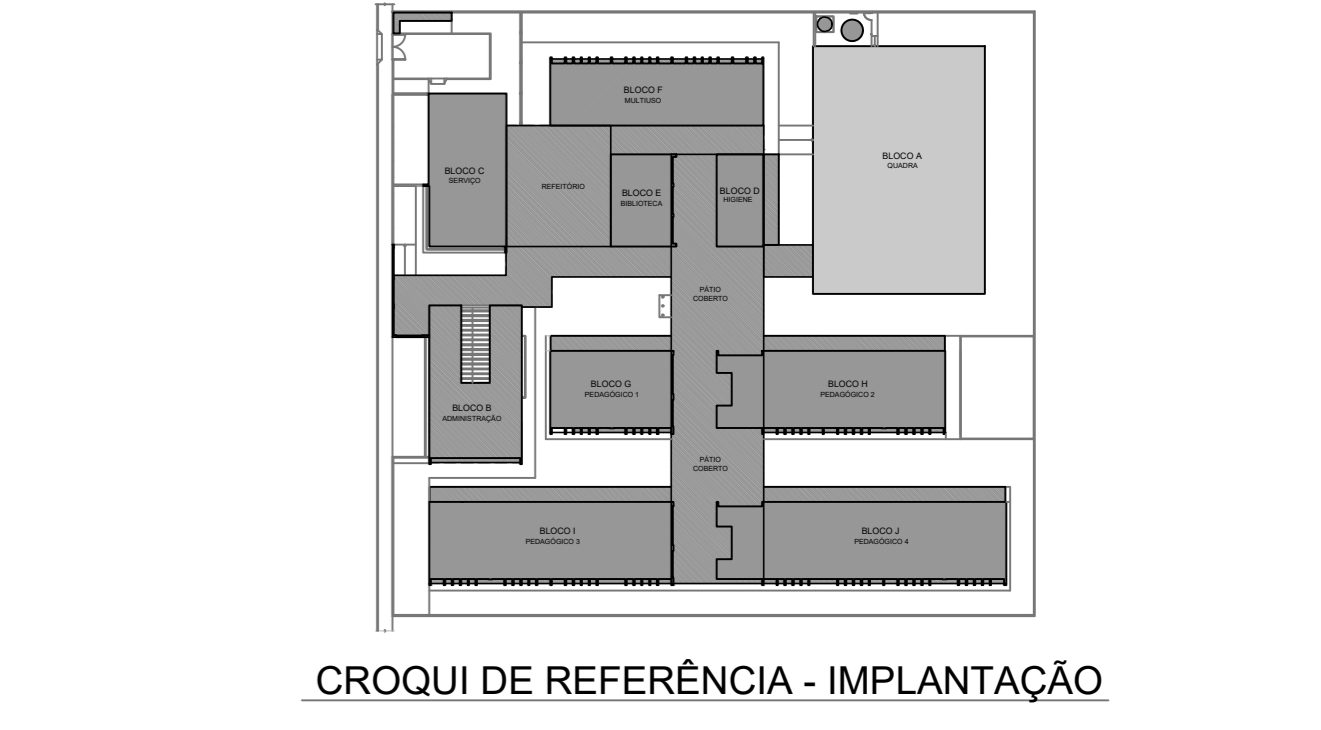 BLOCO F
MULTIUSO
BLOCO A
QUADRA
BLOCO C
SERVIÇO
REFEITÓRIO
BLOCO E
BIBLIOTECA
BLOCO D
HIGIENE
PÁTIO
COBERTO
BLOCO G
PEDAGÓGICO 1
BLOCO H
PEDAGÓGICO 2
BLOCO B
ADMINISTRAÇÃO
PÁTIO
COBERTO
BLOCO I
PEDAGÓGICO 3
BLOCO J
PEDAGÓGICO 4
CROQUI DE REFERÊNCIA - IMPLANTAÇÃO